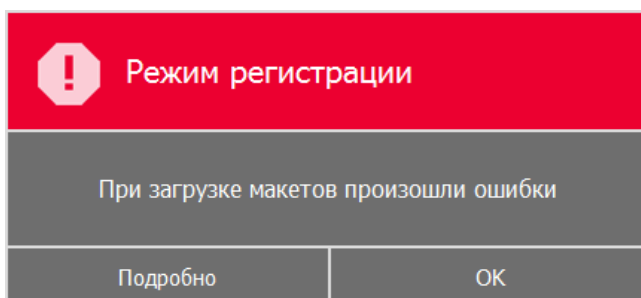 Режим регистрации
При загрузке макетов произошли ошибки
Подробно
OK